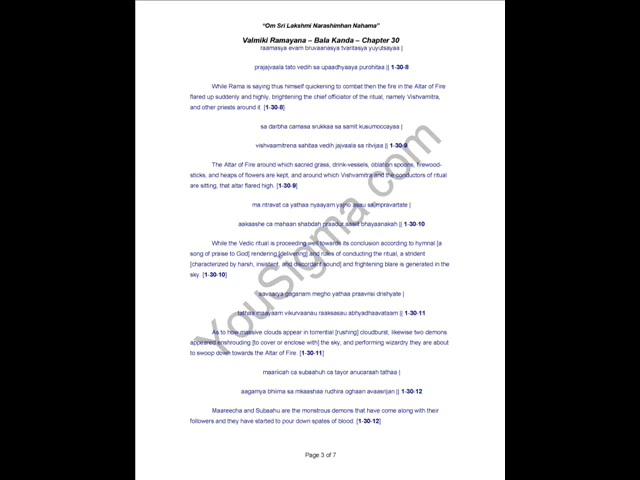 "Om Sri Lakshmi Narashimhan Nahama"
Valmiki Ramayana – Bala Kanda – Chapter 30
raamasya evam bruvaanasya tvaritasya yuyutsayaa |
prajajvaala tato vedih sa upaadhyaaya purohitaa || 1-30-8
While Rama is saying thus himself quickening to combat then the fire in the Altar of Fire
flared up suddenly and highly, brightening the chief officiator of the ritual, namely Vishvamitra,
and other priests around it. [1-30-8]
sa darbha camasa srukkaa sa samit kusumoccayaa |
vishvaamitrena sahitaa vedih jajvaala sa ritvijaa || 1-30-9
The Altar of Fire around which sacred grass, drink-vessels, oblation spoons, firewood-
sticks, and heaps of flowers are kept, and around which Vishvamitra and the conductors of ritual
are sitting, that altar flared high. [1-30-9]
ma ntravat ca yathaa nyaayam yajno asau sa mpravartate |
aakaashe ca mahaan shabdah praadur aasiit bhayaanakah || 1-30-10
While the Vedic ritual is proceeding well towards its conclusion according to hymnal [a
song of praise to God] rendering [delivering] and rules of conducting the ritual, a strident
[characterized by harsh, insistent, and discordant sound] and frightening blare is generated in the
sky. [1-30-10]
aavaarya gaganam megho yathaa praavrisi drishyate |
tathaa maayaam vikurvaanau raaksasau abhyadhaavataam || 1-30-11
As to how massive clouds appear in torrential [rushing] cloudburst, likewise two demons
appeared enshrouding [to cover or enclose with] the sky, and performing wizardry they are about
to swoop down towards the Altar of Fire. [1-30-11]
maariicah ca subaahuh ca tayor anucaraah tathaa |
aagamya bhiima sa mkaashaa rudhira oghaan avaasrijan || 1-30-12
Maareecha and Subaahu are the monstrous demons that have come along with their
followers and they have started to pour down spates of blood. [1-30-12]
YouSigma.com
Page 3 of 7